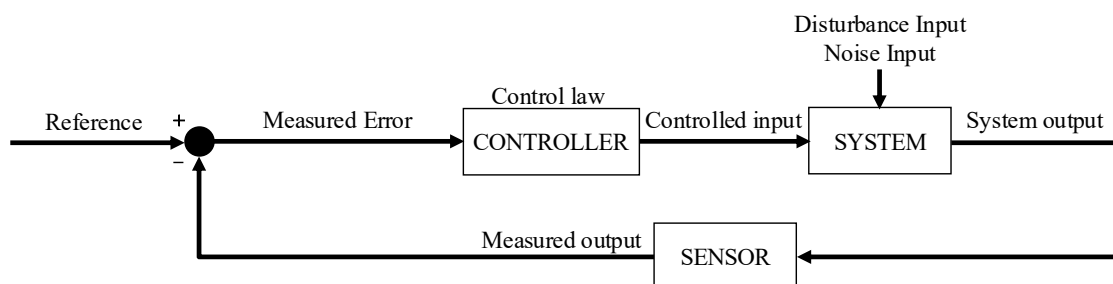 Disturbance Input
Noise Input
Control law
Reference
+
Measured Error
CONTROLLER
Controlled input
SYSTEM
System output
−
Measured output
SENSOR